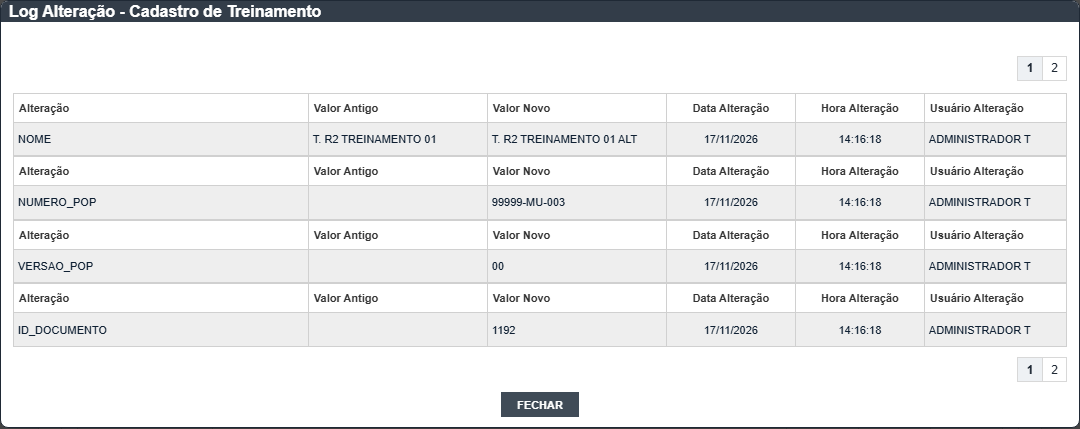 Log Alteração - Cadastro de Treinamento
1 2
Alteração Valor Antigo Valor Novo Data Alteração Hora Alteração Usuário Alteração
NOME T. R2 TREINAMENTO 01 T. R2 TREINAMENTO 01 ALT 17/11/2026 14:16:18 ADMINISTRADOR T
Alteração Valor Antigo Valor Novo Data Alteração Hora Alteração Usuário Alteração
NUMERO_POP 99999-MU-003 17/11/2026 14:16:18 ADMINISTRADOR T
Alteração Valor Antigo Valor Novo Data Alteração Hora Alteração Usuário Alteração
VERSAO_POP 00 17/11/2026 14:16:18 ADMINISTRADOR T
Alteração Valor Antigo Valor Novo Data Alteração Hora Alteração Usuário Alteração
ID_DOCUMENTO 1192 17/11/2026 14:16:18 ADMINISTRADOR T
1 2
FECHAR